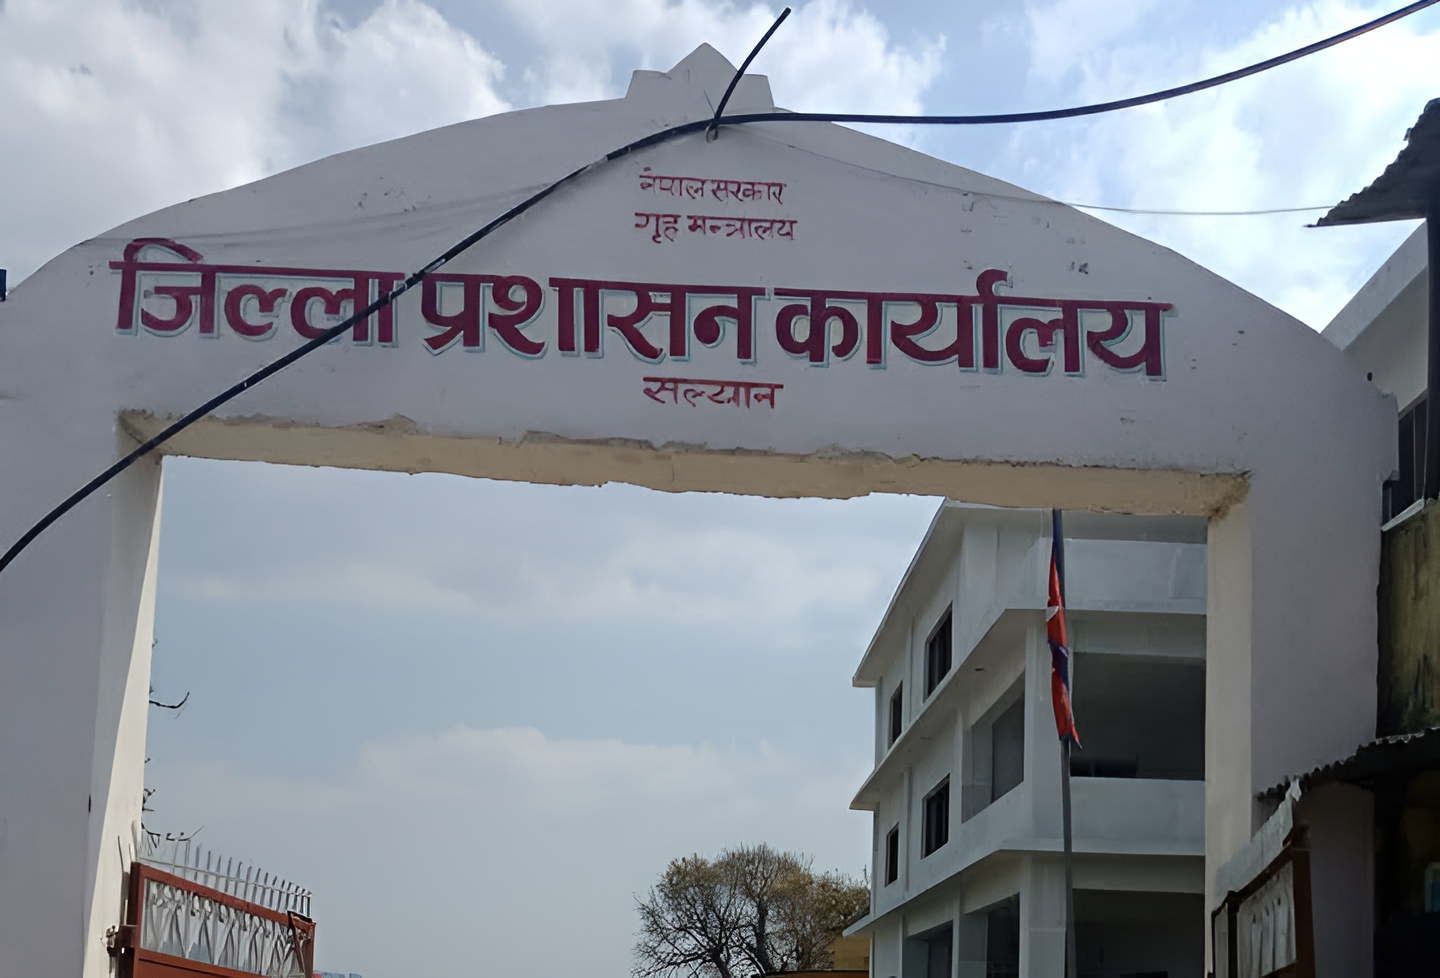 नेपाल सरकार
गृह मन्त्रालय
जिल्ला प्रशासन कार्यालय
सल्यान